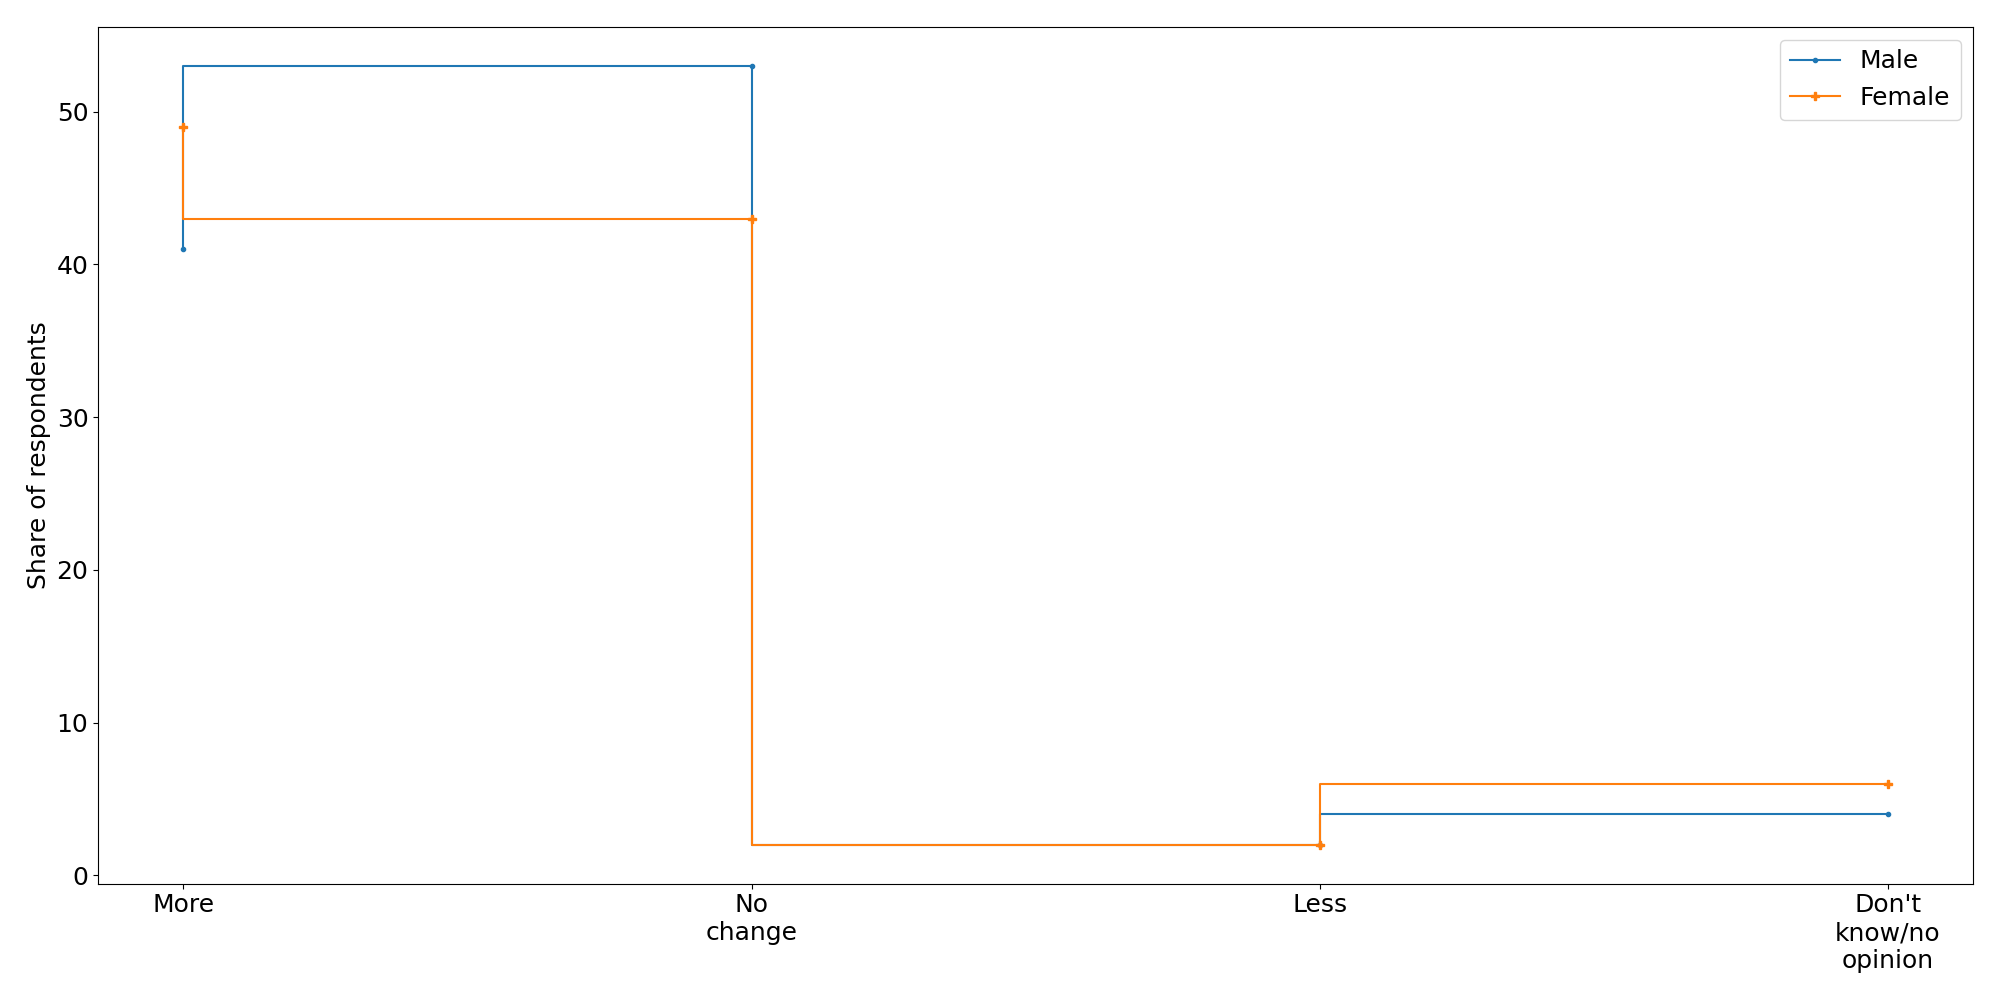 Male
Female
50
40
30
20
10
0
Share of respondents
More
No
change
Less
Don't
know/no
opinion